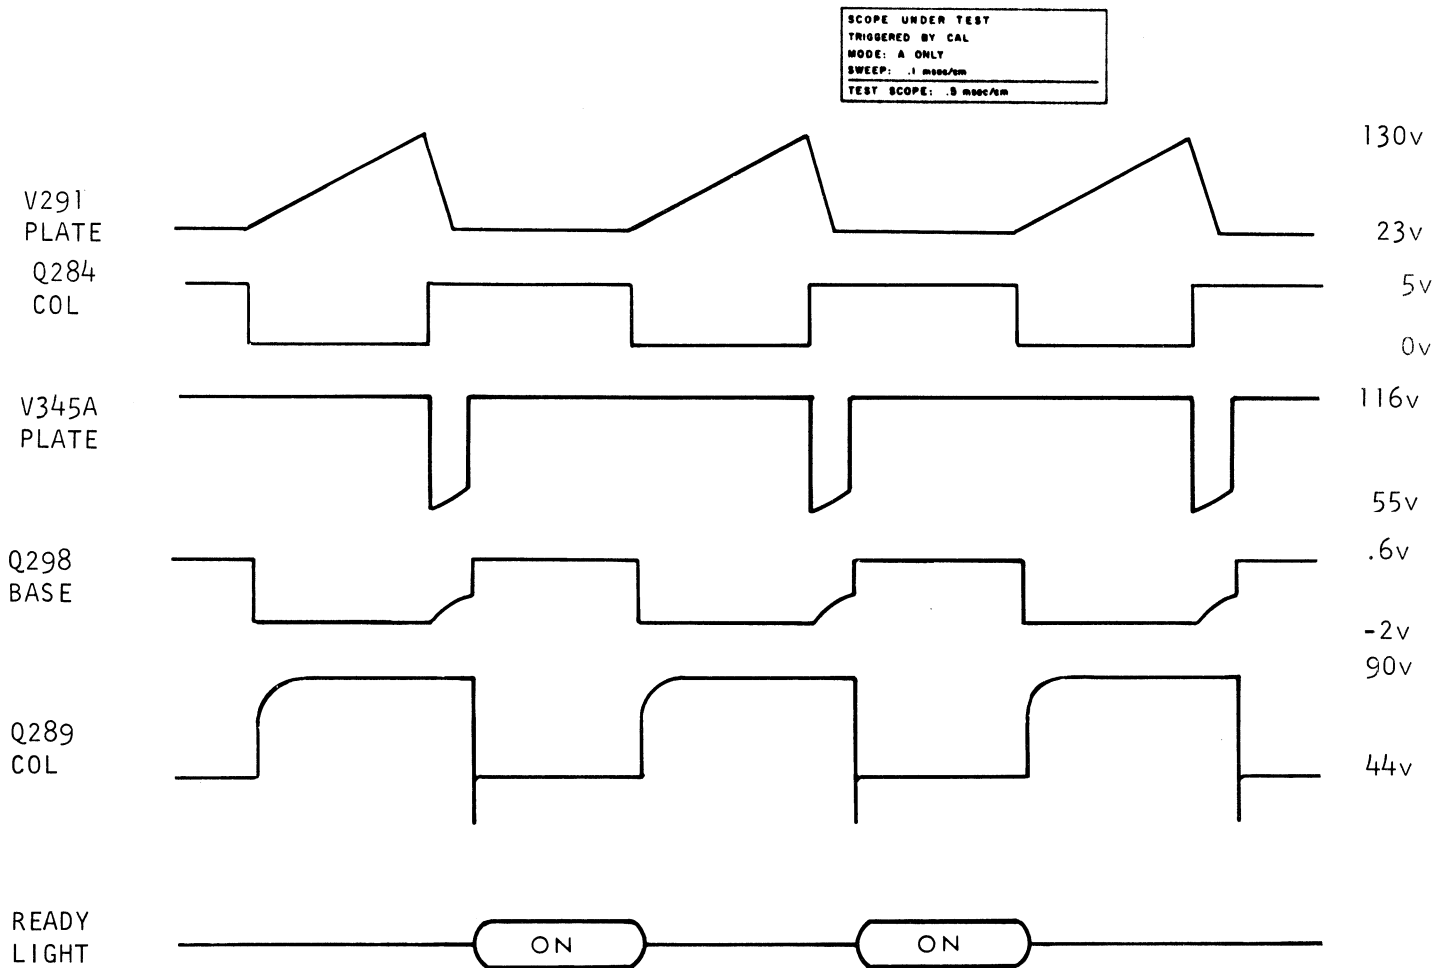 SCOPE UNDER TEST
TRIGGERED BY CAL
MODE: A ONLY
SWEEP: .1 msec/cm
TEST SCOPE: .5 msec/cm
130v
V291
PLATE
23v
Q284
COL
5v
0v
V345A
PLATE
116v
55v
Q298
BASE
.6v
-2v
90v
Q289
COL
44v
READY
LIGHT
ON
ON